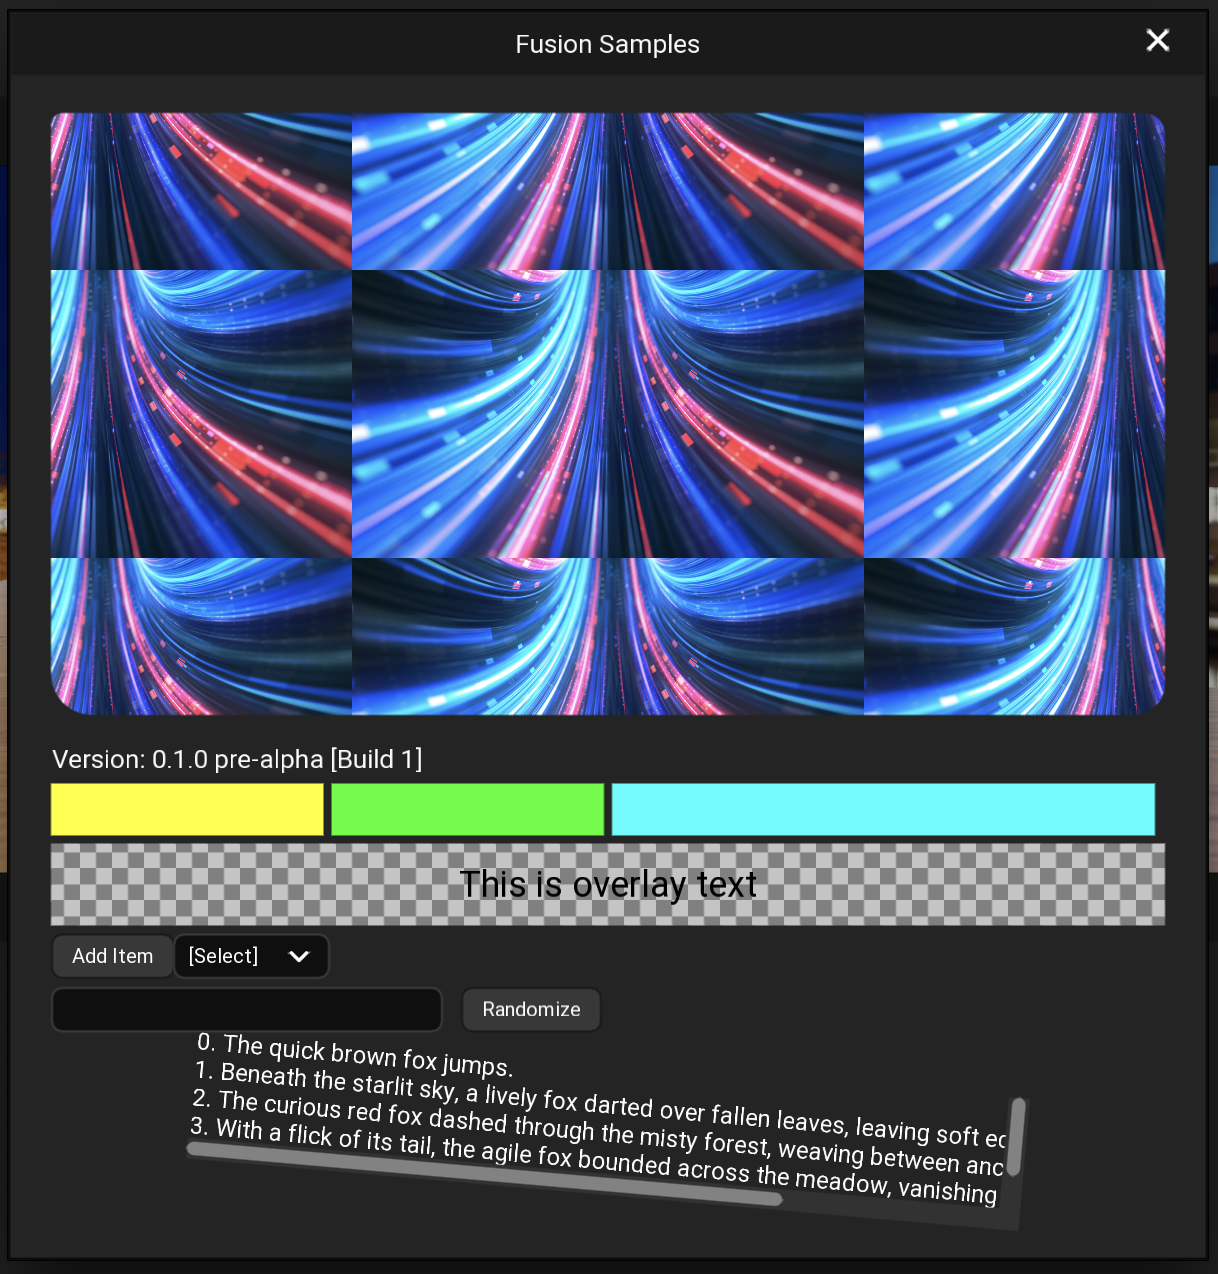 Fusion Samples
Version: 0.1.0 pre-alpha [Build 1]
This is overlay text
Add Item
[Select]
Randomize
0. The quick brown fox jumps.
1. Beneath the starlit sky, a lively fox darted over fallen leaves, leaving soft
2. The curious red fox dashed through the misty forest, weaving between
3. With a flick of its tail, the agile fox bounded across the meadow, vanishing